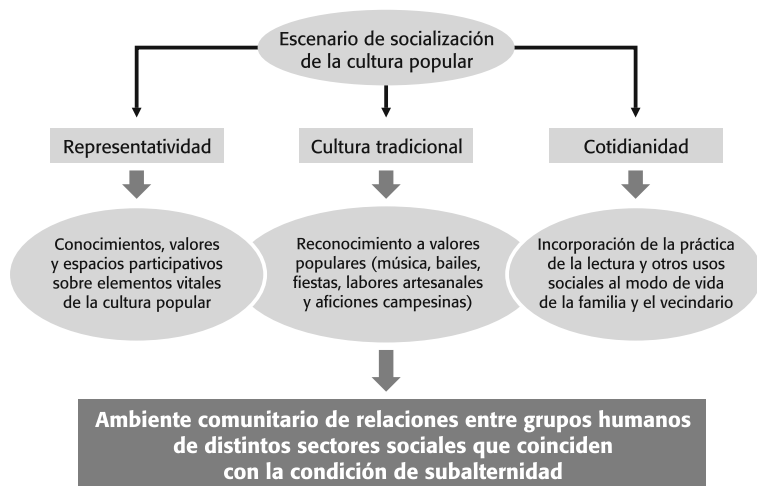 Escenario de socialización
de la cultura popular
Representatividad
Cultura tradicional
Cotidianidad
Conocimientos, valores
y espacios participativos
sobre elementos vitales
de la cultura popular
Reconocimiento a valores
populares (música, bailes,
fiestas, labores artesanales
y aficiones campesinas)
Incorporación de la práctica
de la lectura y otros usos
sociales al modo de vida
de la familia y el vecindario
Ambiente comunitario de relaciones entre grupos humanos
de distintos sectores sociales que coinciden
con la condición de subalternidad